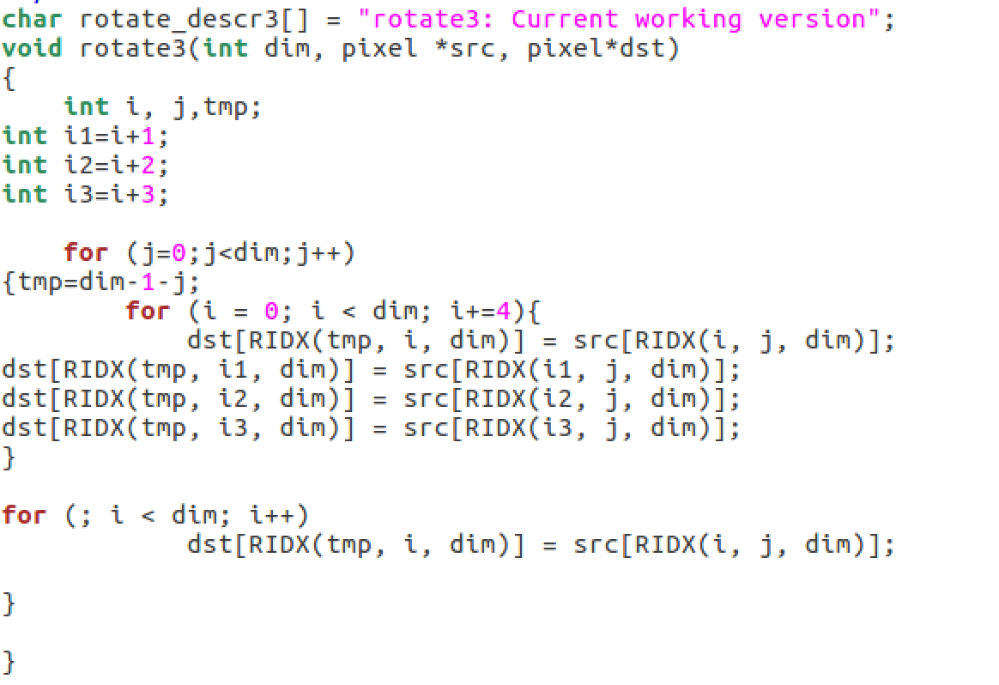 char rotate_descr3[] = "rotate3: Current working version";
void rotate3(int dim, pixel *src, pixel*dst)
{
    int i, j,tmp;
int i1=i+1;
int i2=i+2;
int i3=i+3;

    for (j=0;j<dim;j++)
{tmp=dim-1-j;
        for (i = 0; i < dim; i+=4){
            dst[RIDX(tmp, i, dim)] = src[RIDX(i, j, dim)];
dst[RIDX(tmp, i1, dim)] = src[RIDX(i1, j, dim)];
dst[RIDX(tmp, i2, dim)] = src[RIDX(i2, j, dim)];
dst[RIDX(tmp, i3, dim)] = src[RIDX(i3, j, dim)];
}

for (; i < dim; i++)
            dst[RIDX(tmp, i, dim)] = src[RIDX(i, j, dim)];

}

}